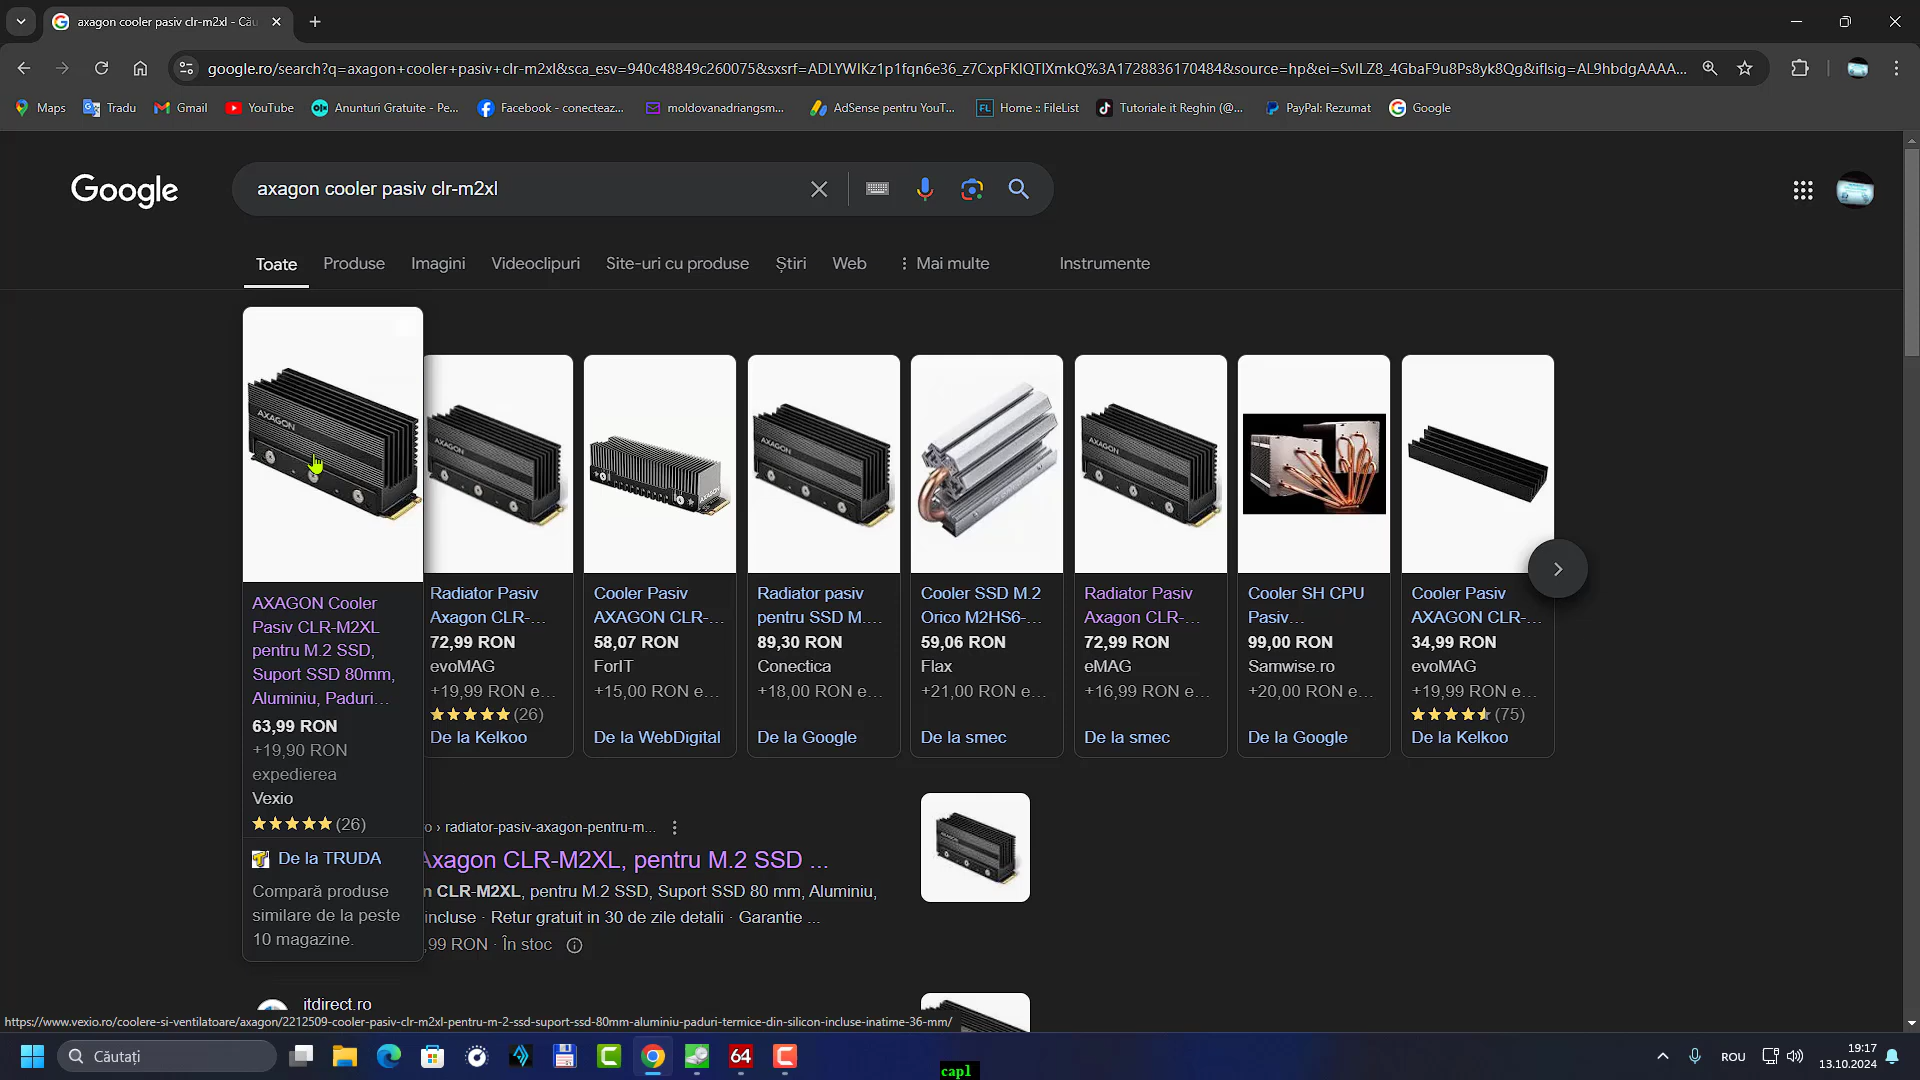 axagon cooler pasiv clr-m2xl - Cău
google.ro/search?q=axagon+cooler+pasiv+clr-m2xl&sca_esv=940c48849c260075&sxsrf=ADLYWIKz1p1fqn6e36_z7CxpFKIQTIXmkQ%3A1728836170484&source=hp&ei=SvILZ8_4GbaF9u8Ps8yk8Qg&iflsig=AL9hbdgAAAA...
Maps Tradu Gmail YouTube Anunturi Gratuite - Pe... Facebook - conecteaz... moldovanadriangsm... AdSense pentru YouT... FL Home :: FileList Tutoriale it Reghin (@... PayPal: Rezumat Google
Google
axagon cooler pasiv clr-m2xl
Toate Produse Imagini Videoclipuri Site-uri cu produse Știri Web Mai multe Instrumente
AXAGON
AXAGON Cooler
Pasiv CLR-M2XL
pentru M.2 SSD,
Suport SSD 80mm,
Aluminiu, Paduri...
63,99 RON
+19,90 RON
expedierea
Vexio
(26)
De la TRUDA
Compară produse
similare de la peste
10 magazine.
AXAGON
Radiator Pasiv
Axagon CLR-...
72,99 RON
evoMAG
+19,99 RON e...
(26)
De la Kelkoo
AXAGON
Cooler Pasiv
AXAGON CLR-...
58,07 RON
ForIT
+15,00 RON e...
De la WebDigital
AXAGON
Radiator pasiv
pentru SSD M....
89,30 RON
Conectica
+18,00 RON e...
De la Google
Cooler SSD M.2
Orico M2HS6-...
59,06 RON
Flax
+21,00 RON e...
De la smec
AXAGON
Radiator Pasiv
Axagon CLR-...
72,99 RON
eMAG
+16,99 RON e...
De la smec
Cooler SH CPU
Pasiv...
99,00 RON
Samwise.ro
+20,00 RON e...
De la Google
Cooler Pasiv
AXAGON CLR-...
34,99 RON
evoMAG
+19,99 RON e...
(75)
De la Kelkoo
o › radiator-pasiv-axagon-pentru-m...
Axagon CLR-M2XL, pentru M.2 SSD ...
n CLR-M2XL, pentru M.2 SSD, Suport SSD 80 mm, Aluminiu,
incluse · Retur gratuit in 30 de zile detalii · Garantie ...
,99 RON · În stoc
itdirect.ro
https://www.vexio.ro/coolere-si-ventilatoare/axagon/2212509-cooler-pasiv-clr-m2xl-pentru-m-2-ssd-suport-ssd-80mm-aluminiu-paduri-termice-din-silicon-incluse-inatime-36-mm/
Căutați
64
cap1
ROU
19:17
13.10.2024